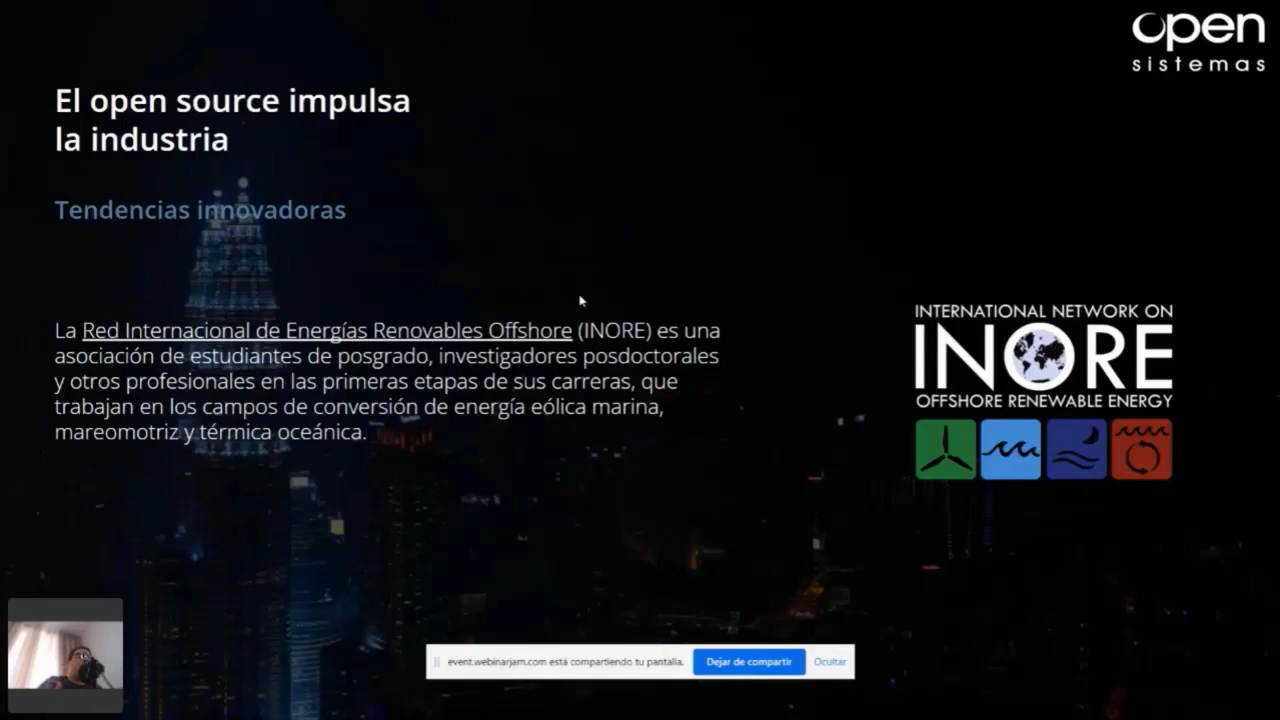 open
sistemas
El open source impulsa
la industria
Tendencias innovadoras
La Red Internacional de Energías Renovables Offshore (INORE) es una
asociación de estudiantes de posgrado, investigadores posdoctorales
y otros profesionales en las primeras etapas de sus carreras, que
trabajan en los campos de conversión de energía eólica marina,
mareomotriz y térmica oceánica.
INTERNATIONAL NETWORK ON
INORE
OFFSHORE RENEWABLE ENERGY
event.webinarjam.com está compartiendo tu pantalla. Dejar de compartir Ocultar